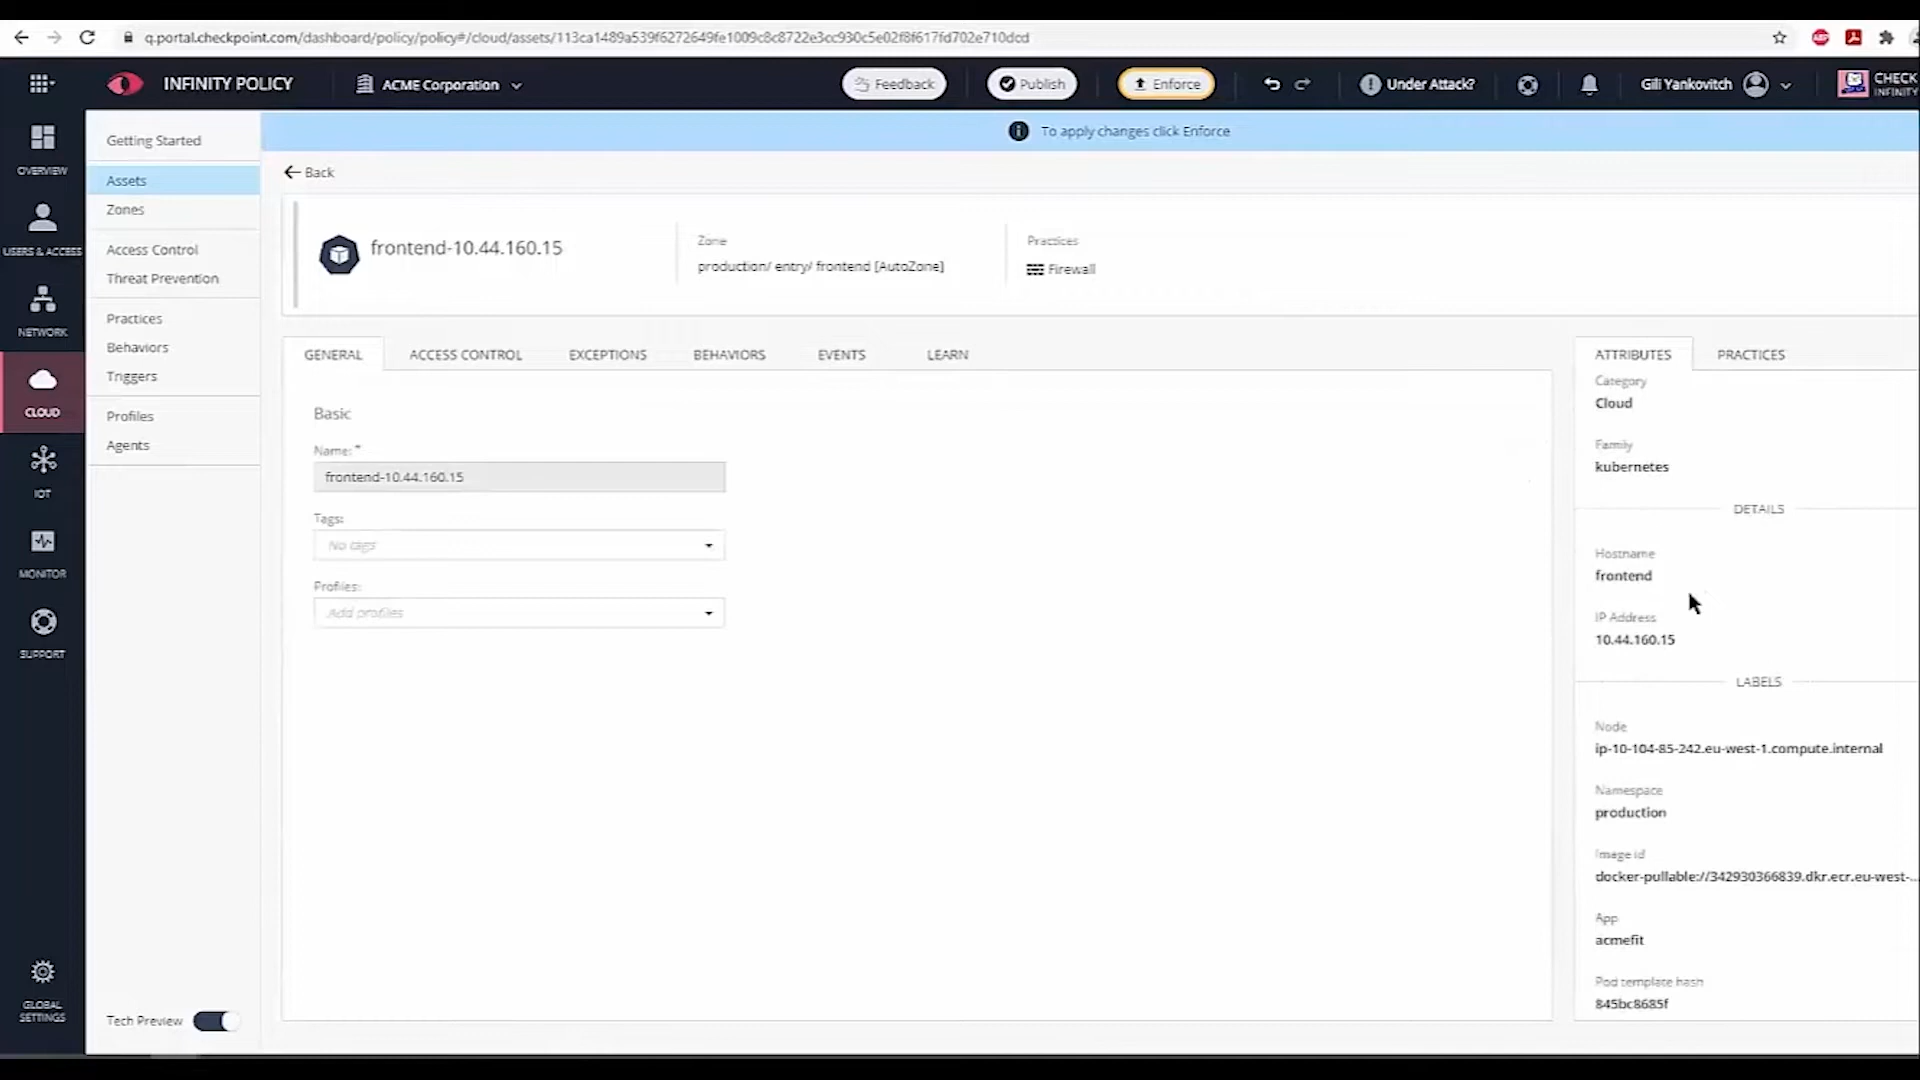 q.portal.checkpoint.com/dashboard/policy/policy#/cloud/assets/113ca1489a539f6272649fe1009c8c8722e3cc930c5e02f8f617fd702e710dcd
INFINITY POLICY
ACME Corporation
Feedback
Publish
Enforce
Under Attack?
Gili Yankovitch
CHECK
INFINITY
OVERVIEW
USERS & ACCESS
NETWORK
CLOUD
IOT
MONITOR
SUPPORT
GLOBAL
SETTINGS
Getting Started
Assets
Zones
Access Control
Threat Prevention
Practices
Behaviors
Triggers
Profiles
Agents
Tech Preview
To apply changes click Enforce
Back
frontend-10.44.160.15
Zone
production/ entry/ frontend [AutoZone]
Practices
Firewall
GENERAL
ACCESS CONTROL
EXCEPTIONS
BEHAVIORS
EVENTS
LEARN
Basic
Name: *
frontend-10.44.160.15
Tags:
No tags
Profiles:
Add profiles
ATTRIBUTES
PRACTICES
Category
Cloud
Family
kubernetes
DETAILS
Hostname
frontend
IP Address
10.44.160.15
LABELS
Node
ip-10-104-85-242.eu-west-1.compute.internal
Namespace
production
Image id
docker-pullable://342930366839.dkr.ecr.eu-west-...
App
acmefit
Pod template hash
845bc8685f